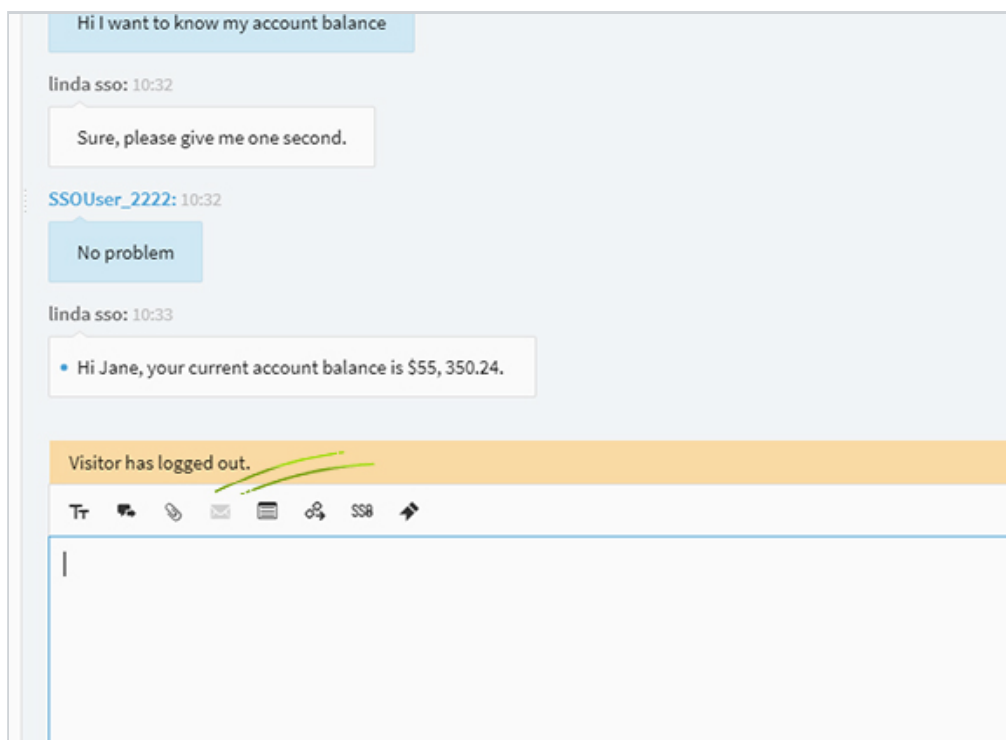 Hi I want to know my account balance
linda sso: 10:32
Sure, please give me one second.
SSOUser_2222: 10:32
No problem
linda sso: 10:33
Hi Jane, your current account balance is $55, 350.24.
Visitor has logged out.
TT SSO